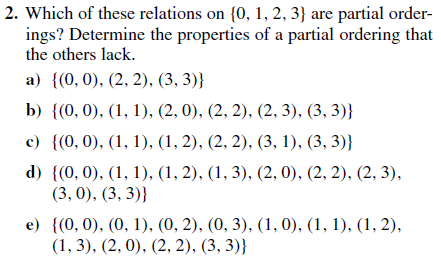 2. Which of these relations on {0, 1, 2, 3} are partial order-
ings? Determine the properties of a partial ordering that
the others lack.
a) {(0, 0), (2, 2), (3, 3)}
b) {(0, 0), (1, 1), (2, 0), (2, 2), (2, 3), (3, 3)}
c) {(0, 0), (1, 1), (1, 2), (2, 2), (3, 1), (3, 3)}
d) {(0, 0), (1, 1), (1, 2), (1, 3), (2, 0), (2, 2), (2, 3),
(3, 0), (3, 3)}
e) {(0, 0), (0, 1), (0, 2), (0, 3), (1, 0), (1, 1), (1, 2),
(1, 3), (2, 0), (2, 2), (3, 3)}